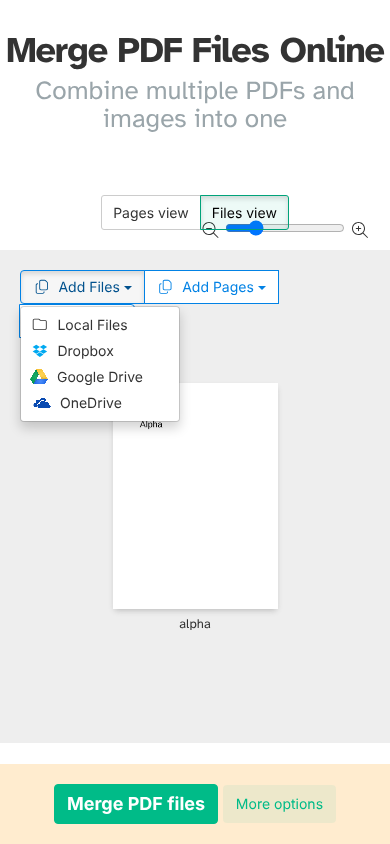 Merge PDF Files Online
Combine multiple PDFs and
images into one
Pages view
Files view
Add Files
Add Pages
Local Files
Dropbox
Google Drive
OneDrive
Alpha
alpha
Merge PDF files
More options